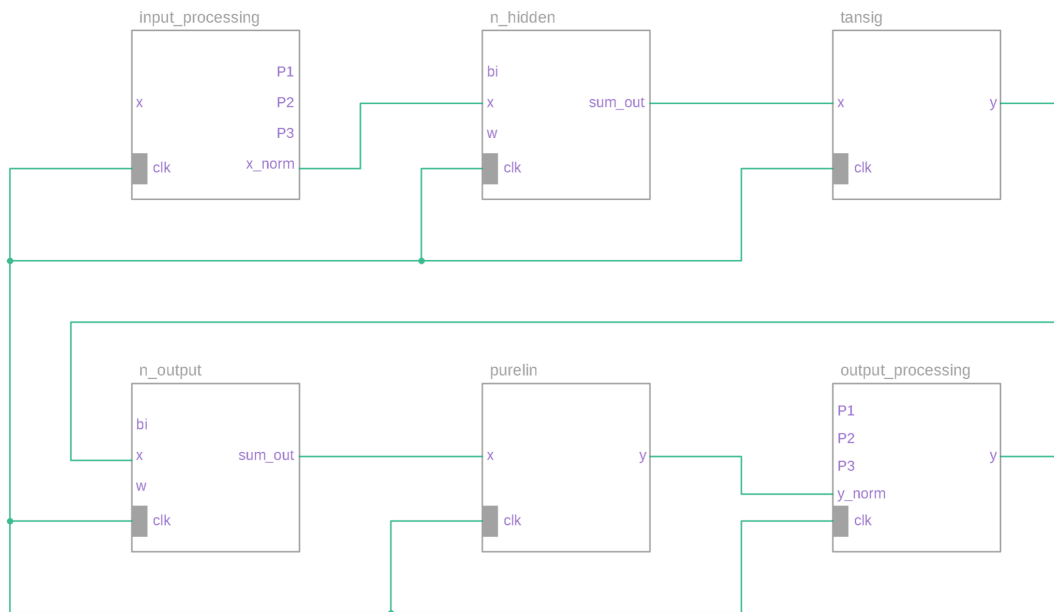 input_processing
P1
x
P2
P3
clk
x_norm
n_hidden
bi
x
sum_out
w
clk
tansig
x
y
clk
n_output
bi
x
sum_out
w
clk
purelin
x
y
clk
output_processing
P1
P2
P3
y
y_norm
clk